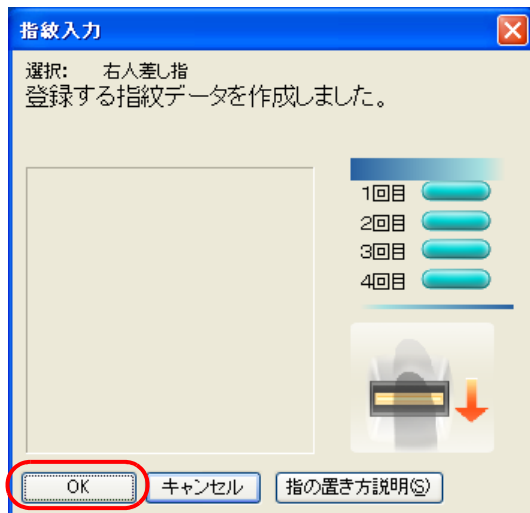 指紋入力
選択: 右人差し指
登録する指紋データを作成しました。
1回目
2回目
3回目
4回目
OK キャンセル 指の置き方説明(S)